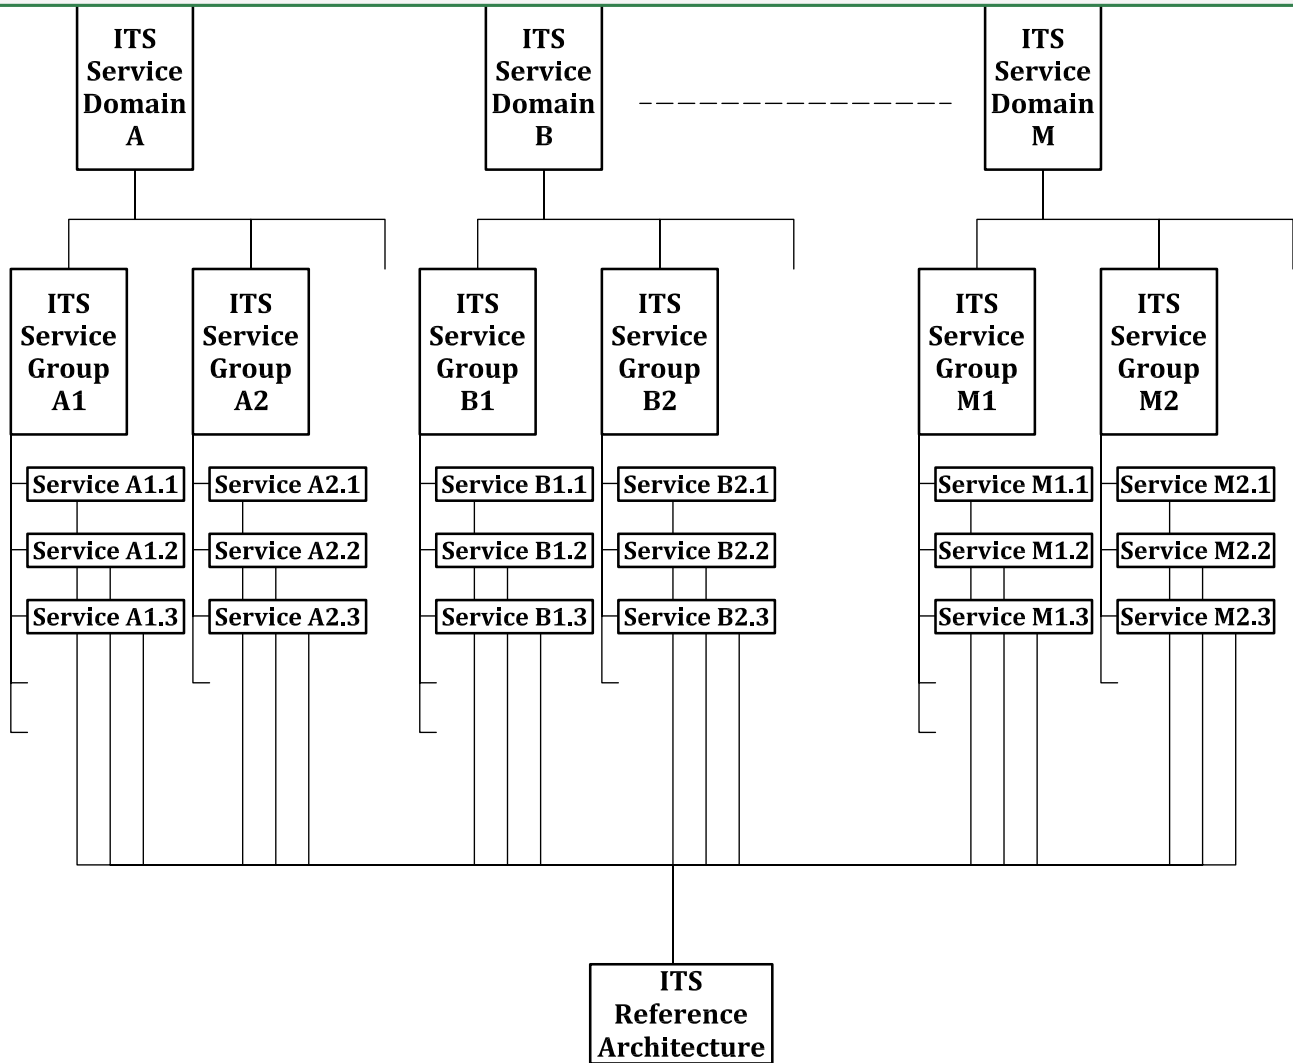 ITS
Service
Domain
A
ITS
Service
Domain
B
ITS
Service
Domain
M
ITS
Service
Group
A1
ITS
Service
Group
A2
ITS
Service
Group
B1
ITS
Service
Group
B2
ITS
Service
Group
M1
ITS
Service
Group
M2
Service A1.1
Service A2.1
Service B1.1
Service B2.1
Service M1.1
Service M2.1
Service A1.2
Service A2.2
Service B1.2
Service B2.2
Service M1.2
Service M2.2
Service A1.3
Service A2.3
Service B1.3
Service B2.3
Service M1.3
Service M2.3
ITS
Reference
Architecture